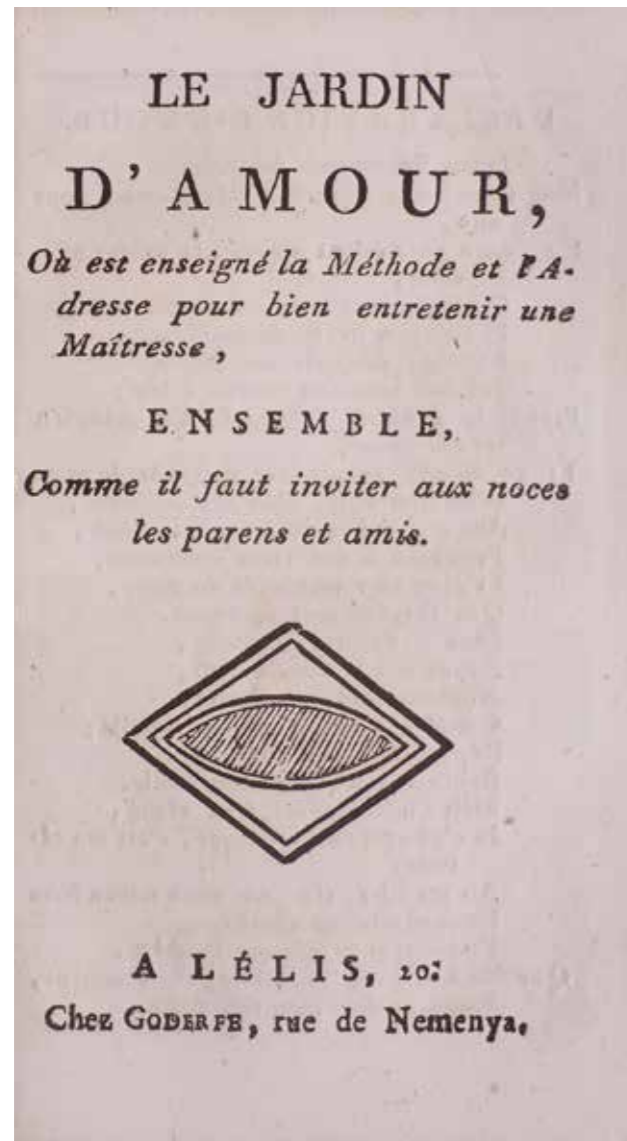 LE JARDIN
D'AMOUR,
Où est enseigné la Méthode et l'A-
dresse pour bien entretenir une
Maîtresse,
ENSEMBLE,
Comme il faut inviter aux noces
les parens et amis.
A LÉLIS, 20:
Chez GODERFE, rue de Nemenya.